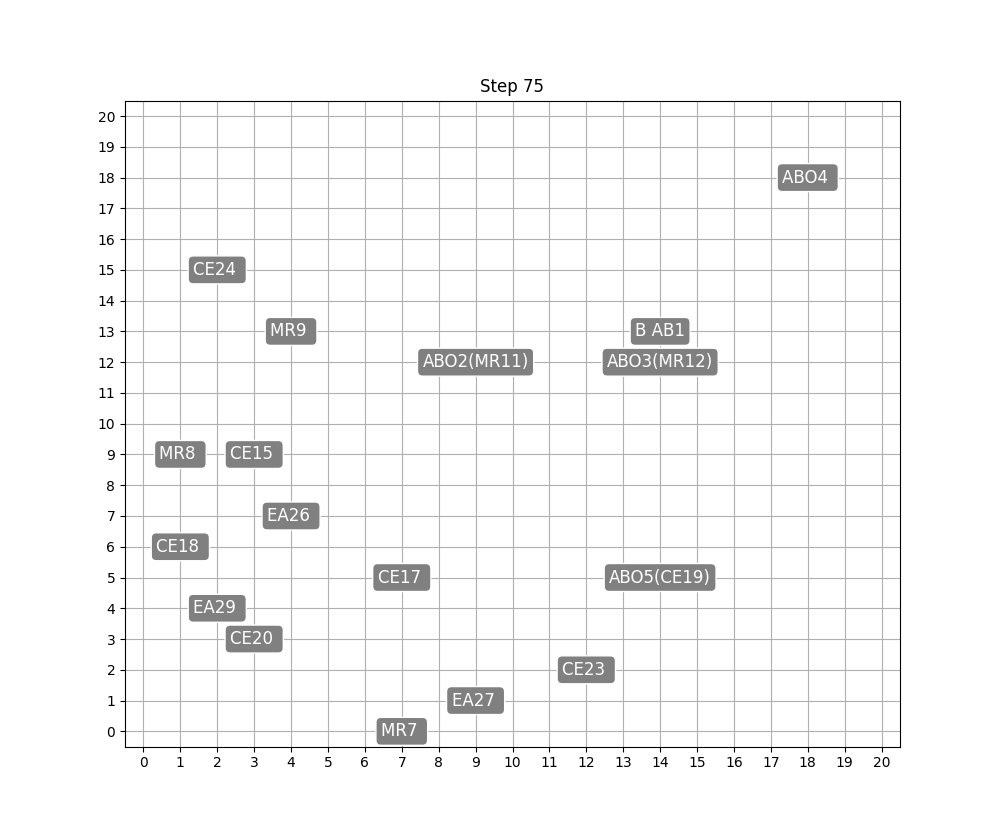 Step 75
20
19
18
ABO4
17
16
15
CE24
14
13
MR9
B AB1
12
ABO2(MR11)
ABO3(MR12)
11
10
9
MR8
CE15
8
7
EA26
6
CE18
5
CE17
ABO5(CE19)
4
EA29
3
CE20
2
CE23
1
EA27
0
MR7
0 1 2 3 4 5 6 7 8 9 10 11 12 13 14 15 16 17 18 19 20